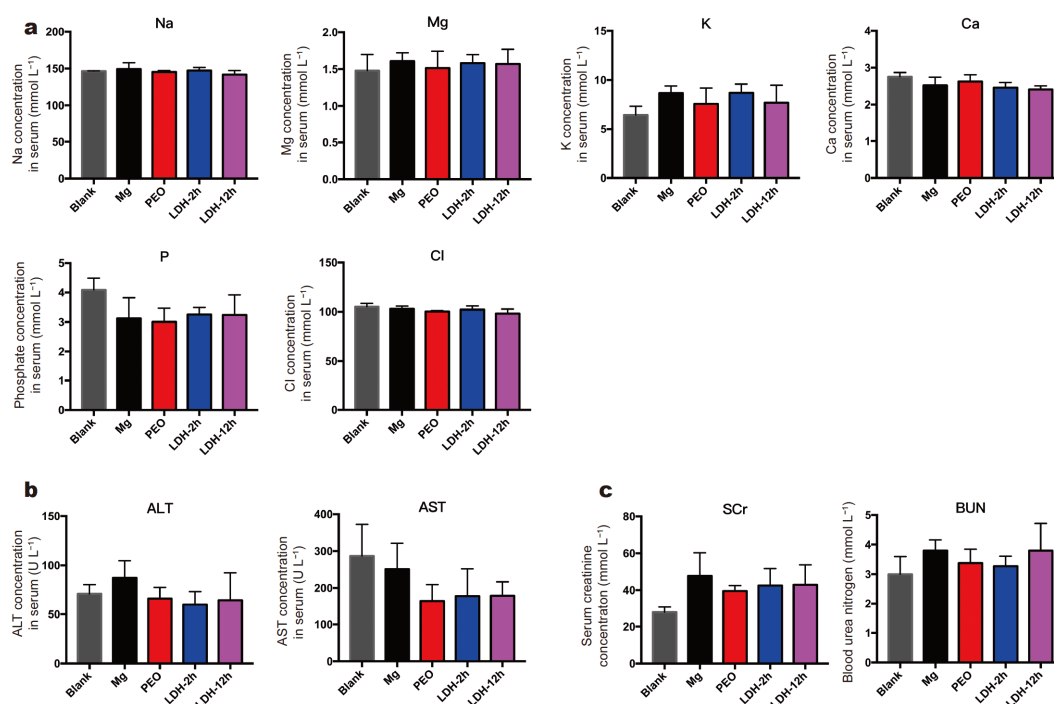 a
Na
Na concentration
in serum (mmol L⁻¹)
200
150
100
50
0
Blank
Mg
PEO
LDH-2h
LDH-12h
Mg
Mg concentration
in serum (mmol L⁻¹)
2.0
1.5
1.0
0.5
0.0
Blank
Mg
PEO
LDH-2h
LDH-12h
K
K concentration
in serum (mmol L⁻¹)
15
10
5
0
Blank
Mg
PEO
LDH-2h
LDH-12h
Ca
Ca concentration
in serum (mmol L⁻¹)
4
3
2
1
0
Blank
Mg
PEO
LDH-2h
LDH-12h
P
Phosphate concentration
in serum (mmol L⁻¹)
5
4
3
2
1
0
Blank
Mg
PEO
LDH-2h
LDH-12h
Cl
Cl concentration
in serum (mmol L⁻¹)
150
100
50
0
Blank
Mg
PEO
LDH-2h
LDH-12h
b
ALT
ALT concentration
in serum (U L⁻¹)
150
100
50
0
Blank
Mg
PEO
LDH-2h
LDH-12h
AST
AST concentration
in serum (U L⁻¹)
400
300
200
100
0
Blank
Mg
PEO
LDH-2h
LDH-12h
c
SCr
Serum creatinine
concentraton (mmol L⁻¹)
80
60
40
20
0
Blank
Mg
PEO
LDH-2h
LDH-12h
BUN
Blood urea nitrogen (mmol L⁻¹)
5
4
3
2
1
0
Blank
Mg
PEO
LDH-2h
LDH-12h